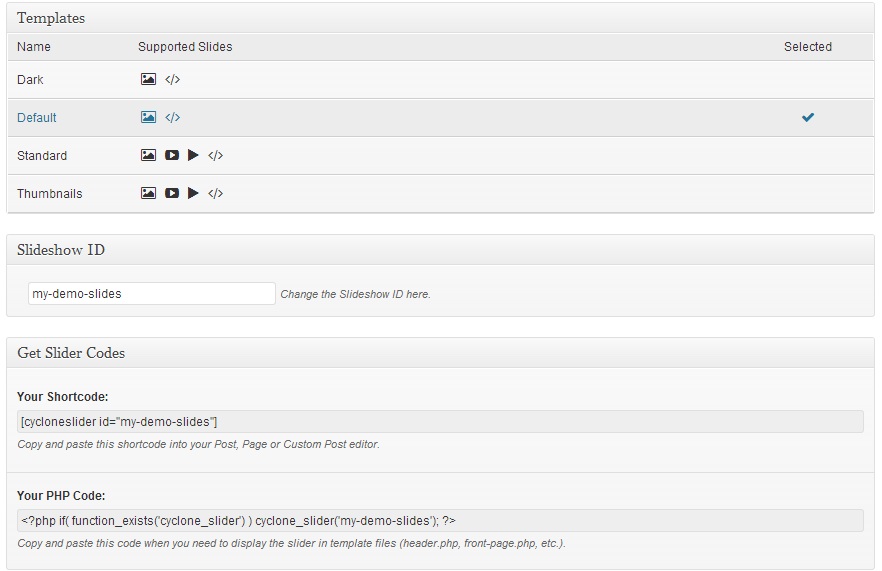 Templates
Name Supported Slides Selected
Dark </>
Default </>
Standard </>
Thumbnails </>
Slideshow ID
my-demo-slides Change the Slideshow ID here.
Get Slider Codes
Your Shortcode:
[cycloneslider id="my-demo-slides"]
Copy and paste this shortcode into your Post, Page or Custom Post editor.
Your PHP Code:
<?php if( function_exists('cyclone_slider') ) cyclone_slider('my-demo-slides'); ?>
Copy and paste this code when you need to display the slider in template files (header.php, front-page.php, etc.).